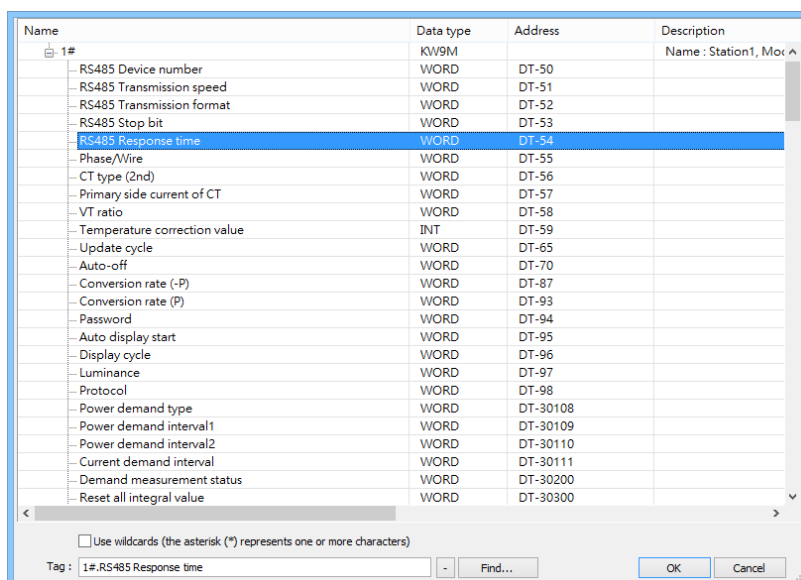 Name Data type Address Description
1# KW9M Name : Station1, Moc
RS485 Device number WORD DT-50
RS485 Transmission speed WORD DT-51
RS485 Transmission format WORD DT-52
RS485 Stop bit WORD DT-53
RS485 Response time WORD DT-54
Phase/Wire WORD DT-55
CT type (2nd) WORD DT-56
Primary side current of CT WORD DT-57
VT ratio WORD DT-58
Temperature correction value INT DT-59
Update cycle WORD DT-65
Auto-off WORD DT-70
Conversion rate (-P) WORD DT-87
Conversion rate (P) WORD DT-93
Password WORD DT-94
Auto display start WORD DT-95
Display cycle WORD DT-96
Luminance WORD DT-97
Protocol WORD DT-98
Power demand type WORD DT-30108
Power demand interval1 WORD DT-30109
Power demand interval2 WORD DT-30110
Current demand interval WORD DT-30111
Demand measurement status WORD DT-30200
Reset all integral value WORD DT-30300
Use wildcards (the asterisk (*) represents one or more characters)
Tag : 1#.RS485 Response time - Find... OK Cancel